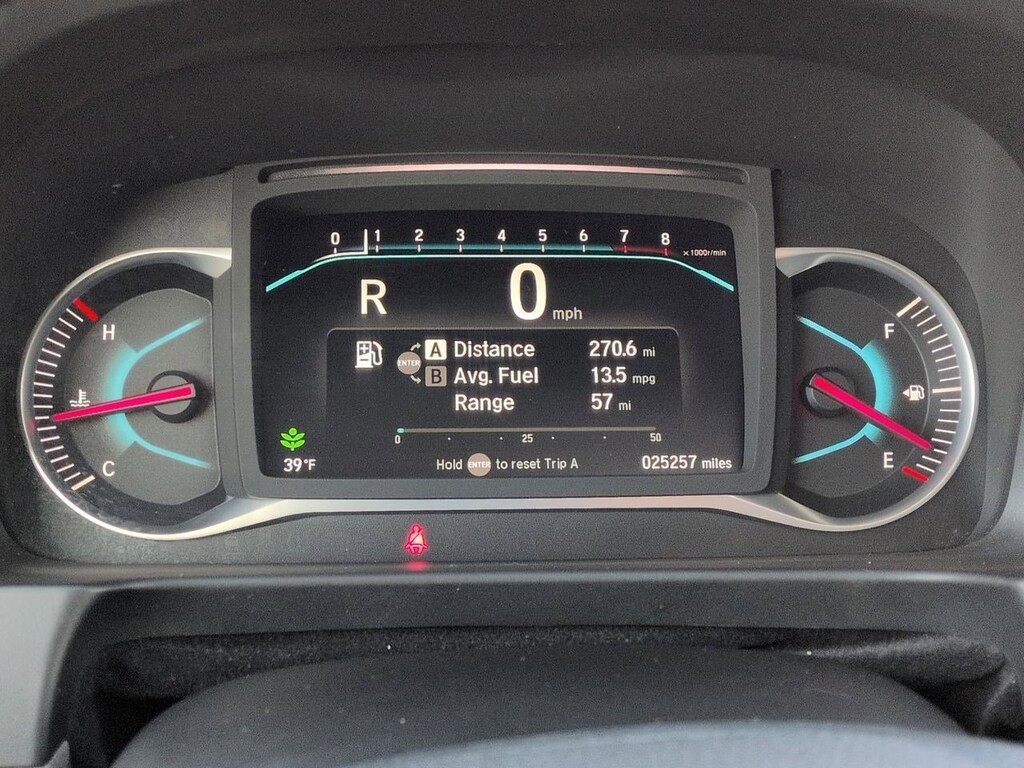 0 1 2 3 4 5 6 7 8 ×1000r/min
R 0 mph
H
F
ENTER A Distance 270.6 mi
B Avg. Fuel 13.5 mpg
Range 57 mi
0 25 50
C
39°F Hold ENTER to reset Trip A 025257 miles
E